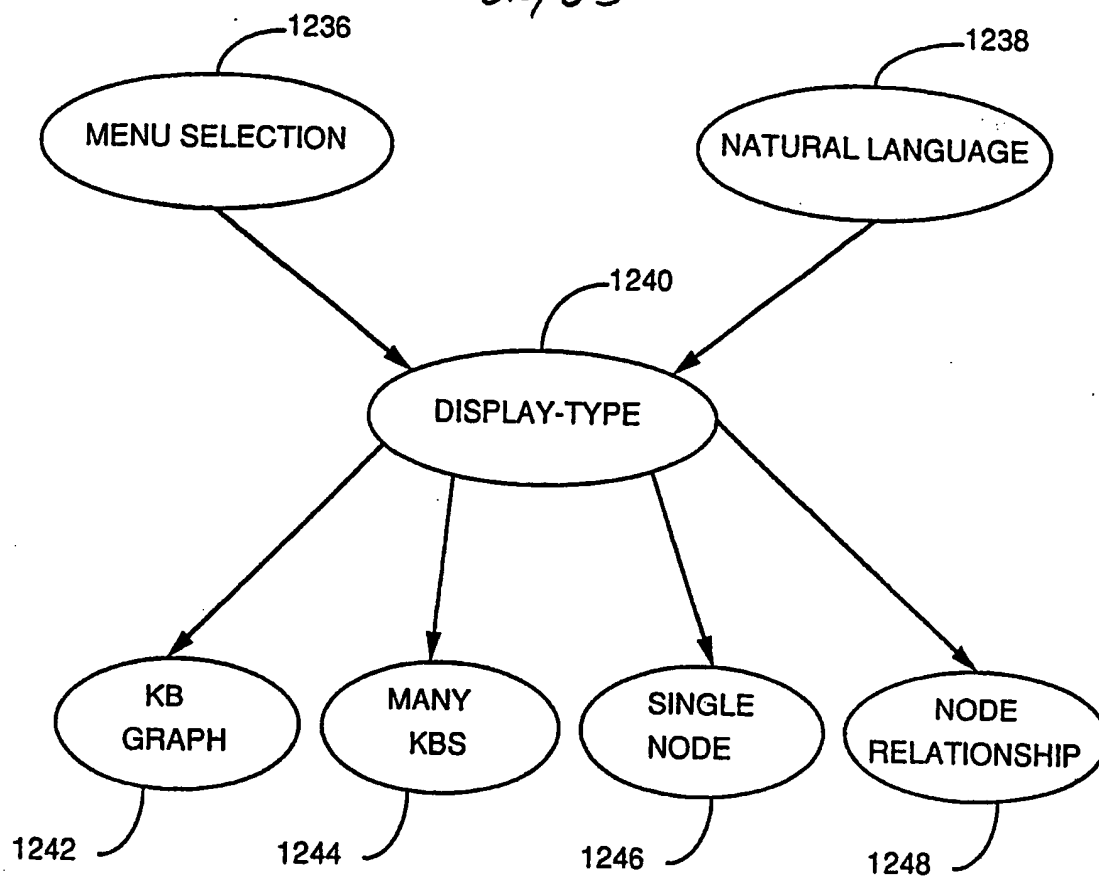 1236
1238
MENU SELECTION
NATURAL LANGUAGE
1240
DISPLAY-TYPE
KB
GRAPH
MANY
KBS
SINGLE
NODE
NODE
RELATIONSHIP
1242
1244
1246
1248